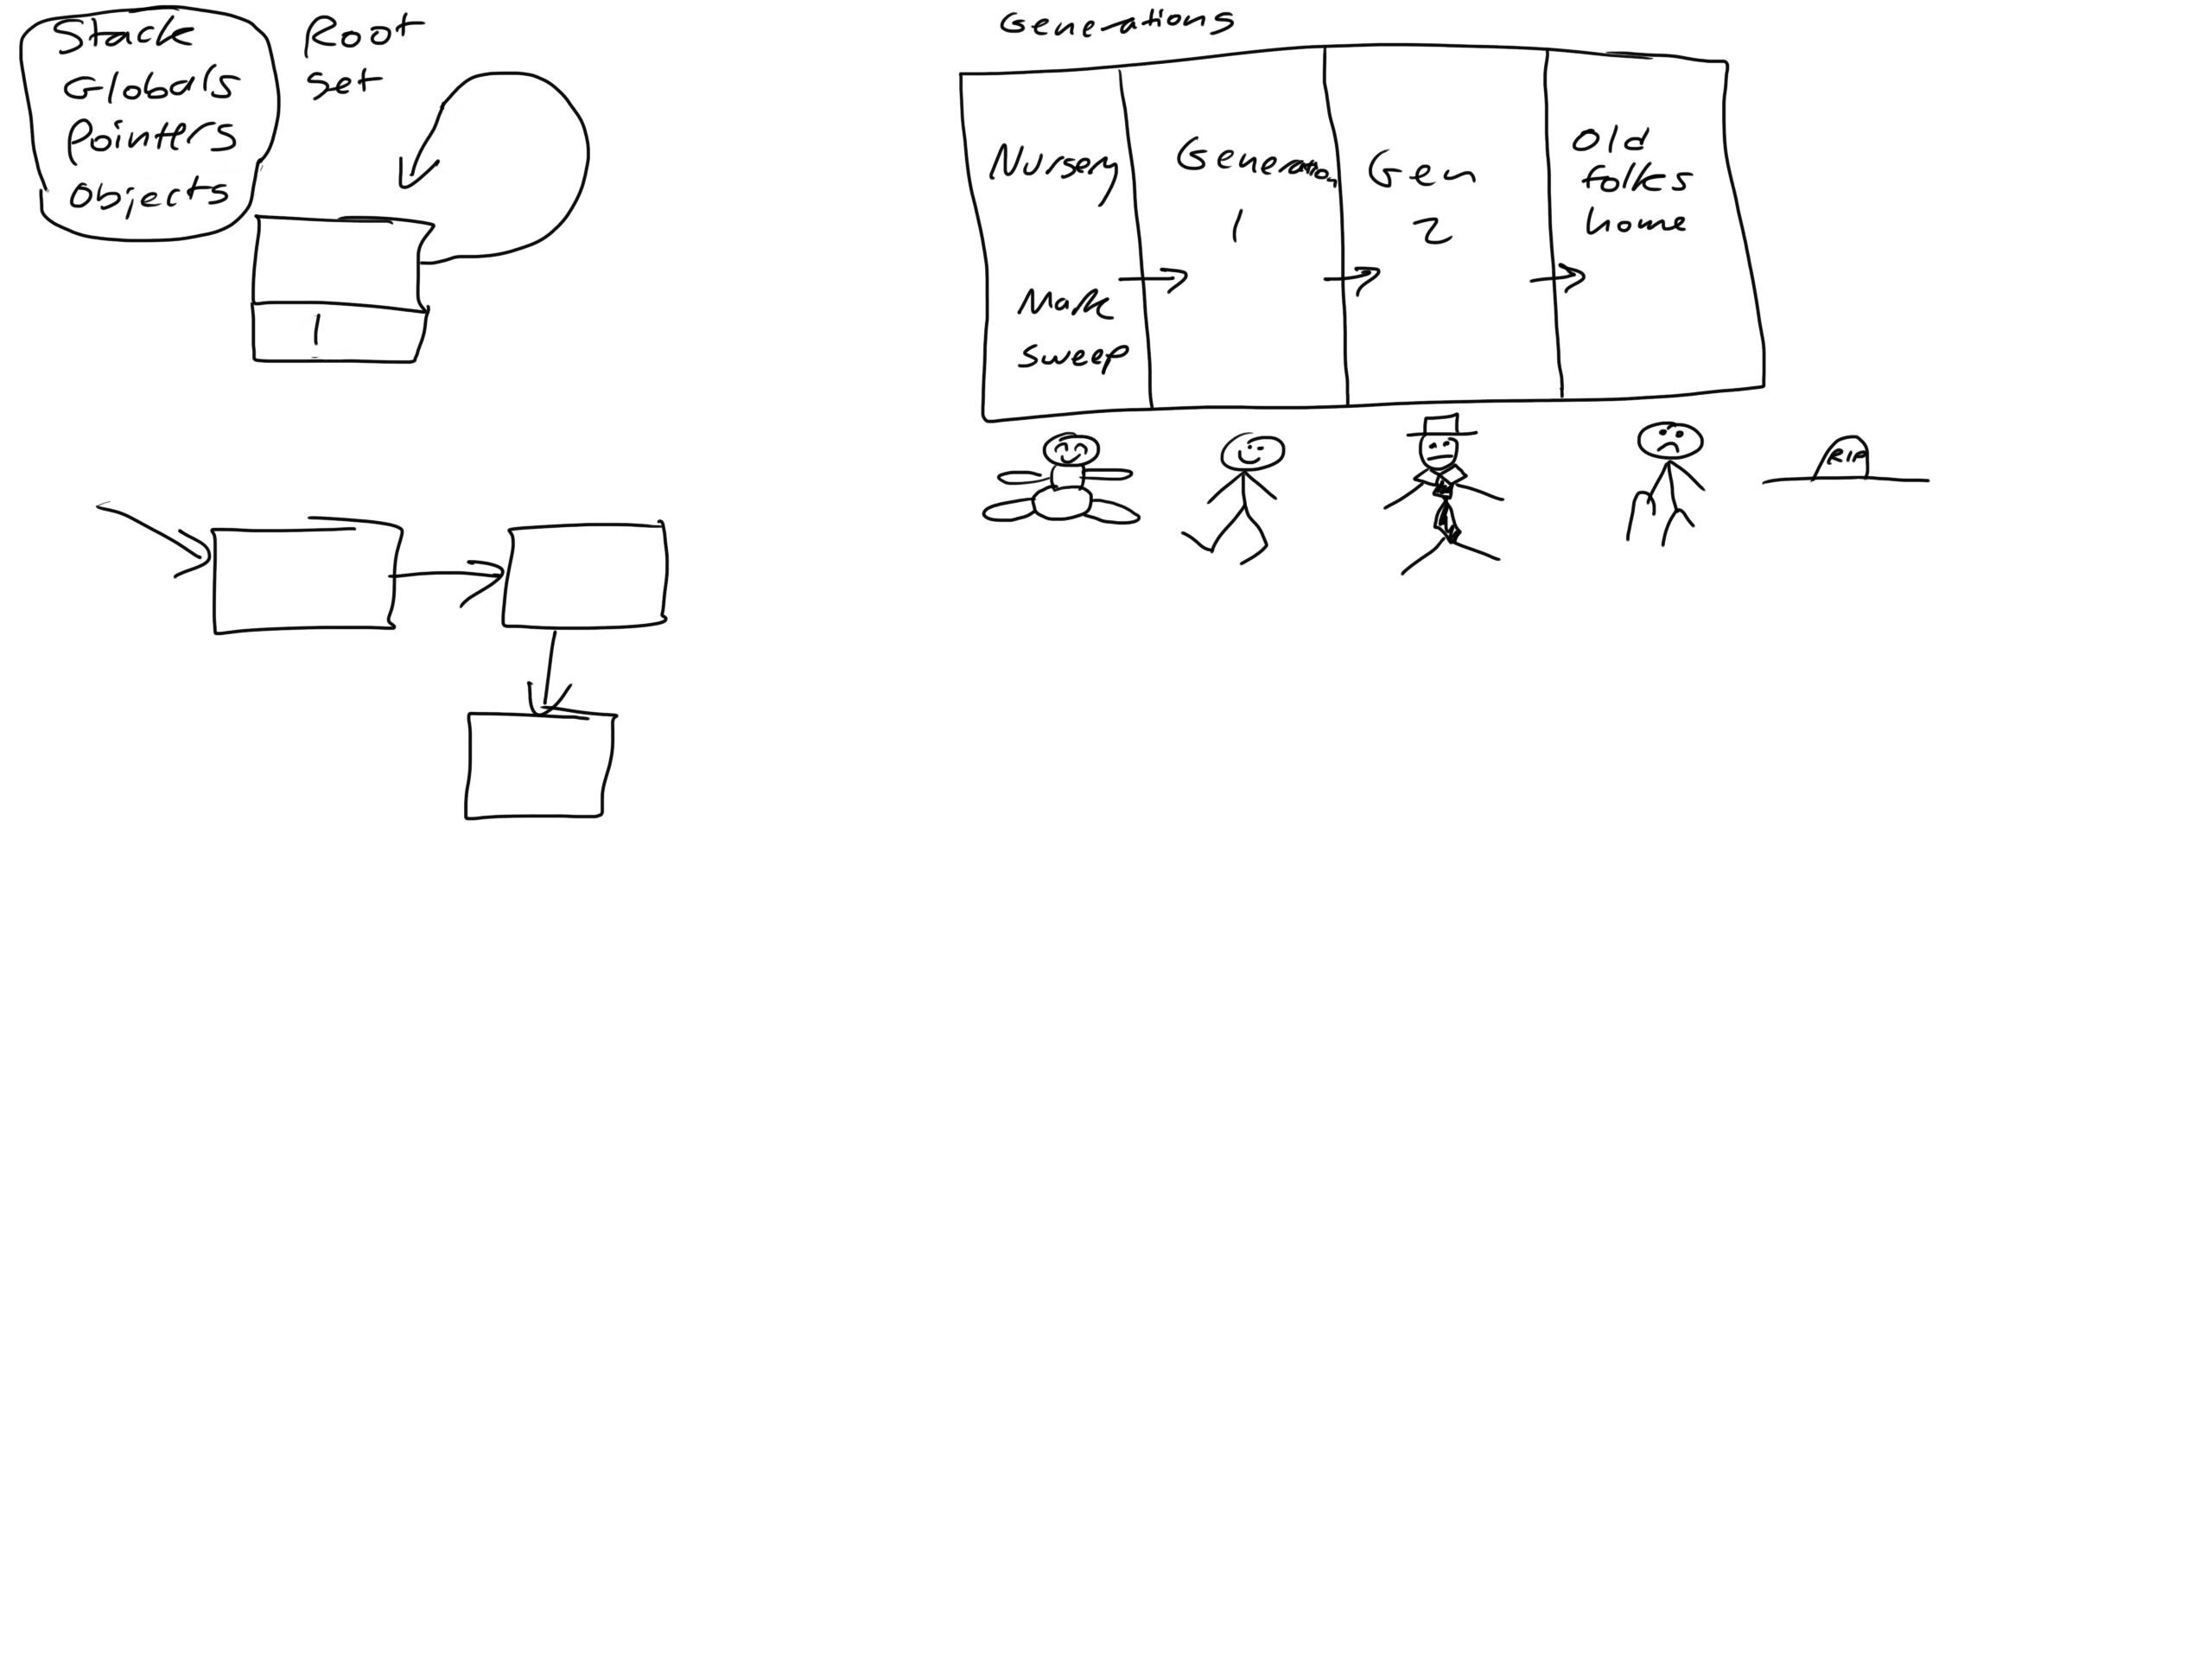 Stack
Globals
Pointers
Objects
Root
set
1
Generations
Nursery
Mark
sweep
Generation
1
Gen
2
Old
folks
home
RIP